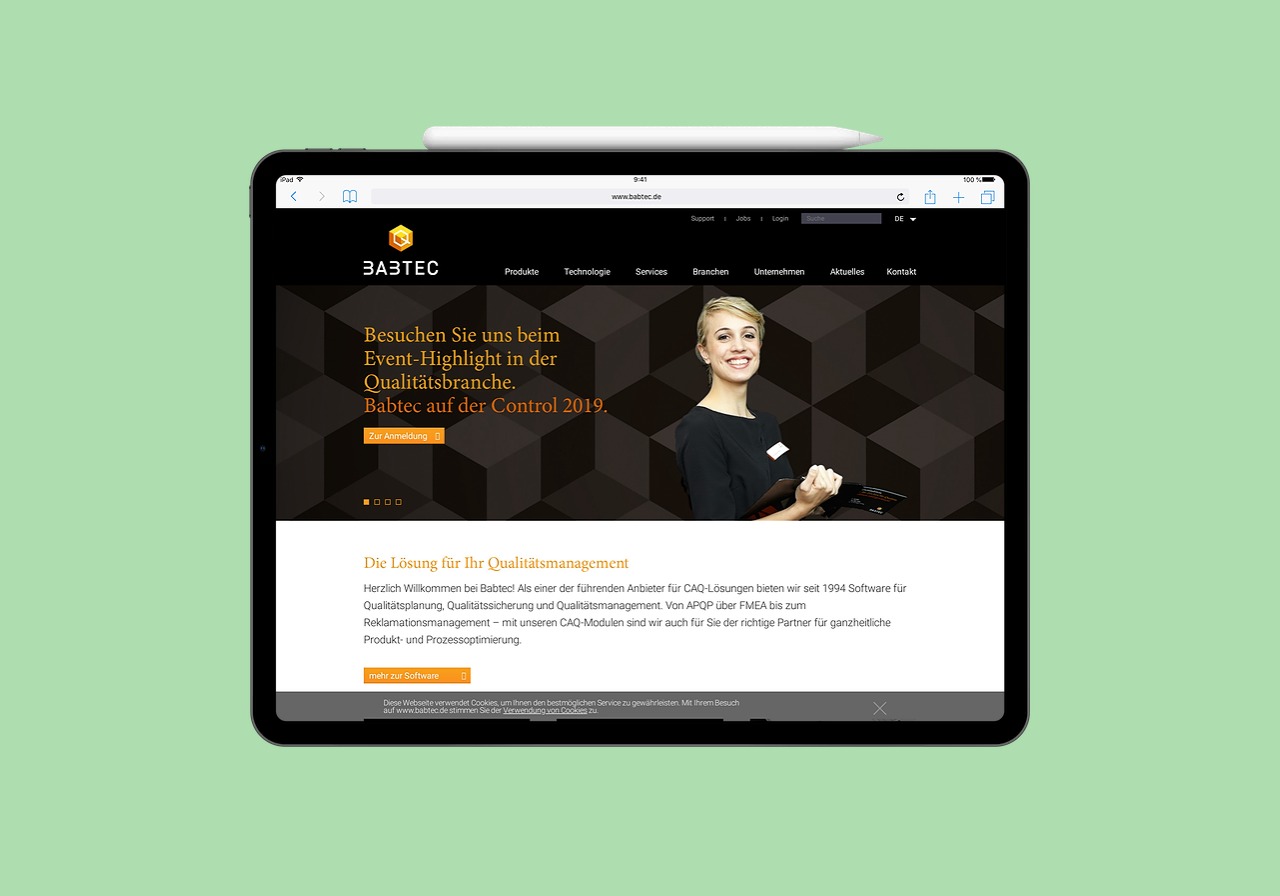 iPad 9:41 100 %
www.babtec.de
Support Jobs Login Suche DE
BABTEC
Produkte Technologie Services Branchen Unternehmen Aktuelles Kontakt
Besuchen Sie uns beim
Event-Highlight in der
Qualitätsbranche.
Babtec auf der Control 2019.
Zur Anmeldung
Die Lösung für Ihr Qualitätsmanagement
Herzlich Willkommen bei Babtec! Als einer der führenden Anbieter für CAQ-Lösungen bieten wir seit 1994 Software für
Qualitätsplanung, Qualitätssicherung und Qualitätsmanagement. Von APQP über FMEA bis zum
Reklamationsmanagement – mit unseren CAQ-Modulen sind wir auch für Sie der richtige Partner für ganzheitliche
Produkt- und Prozessoptimierung.
mehr zur Software
Diese Webseite verwendet Cookies, um Ihnen den bestmöglichen Service zu gewährleisten. Mit Ihrem Besuch
auf www.babtec.de stimmen Sie der Verwendung von Cookies zu.